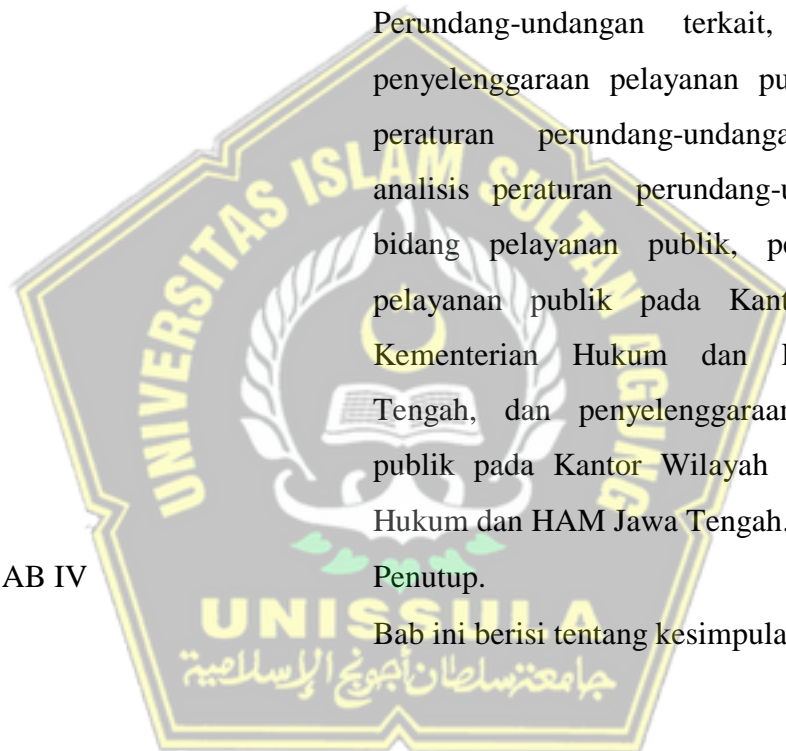 Perundang-undangan terkait,
penyelenggaraan pelayanan pu
peraturan perundang-undanga
analisis peraturan perundang-u
bidang pelayanan publik, pe
pelayanan publik pada Kant
Kementerian Hukum dan H
Tengah, dan penyelenggaraan
publik pada Kantor Wilayah
Hukum dan HAM Jawa Tengah.
AB IV
Penutup.
Bab ini berisi tentang kesimpula
UNIVERSITAS ISLAM SULTAN AGUNG
UNISSULA
جامعتسلطان أجونج الإسلامية